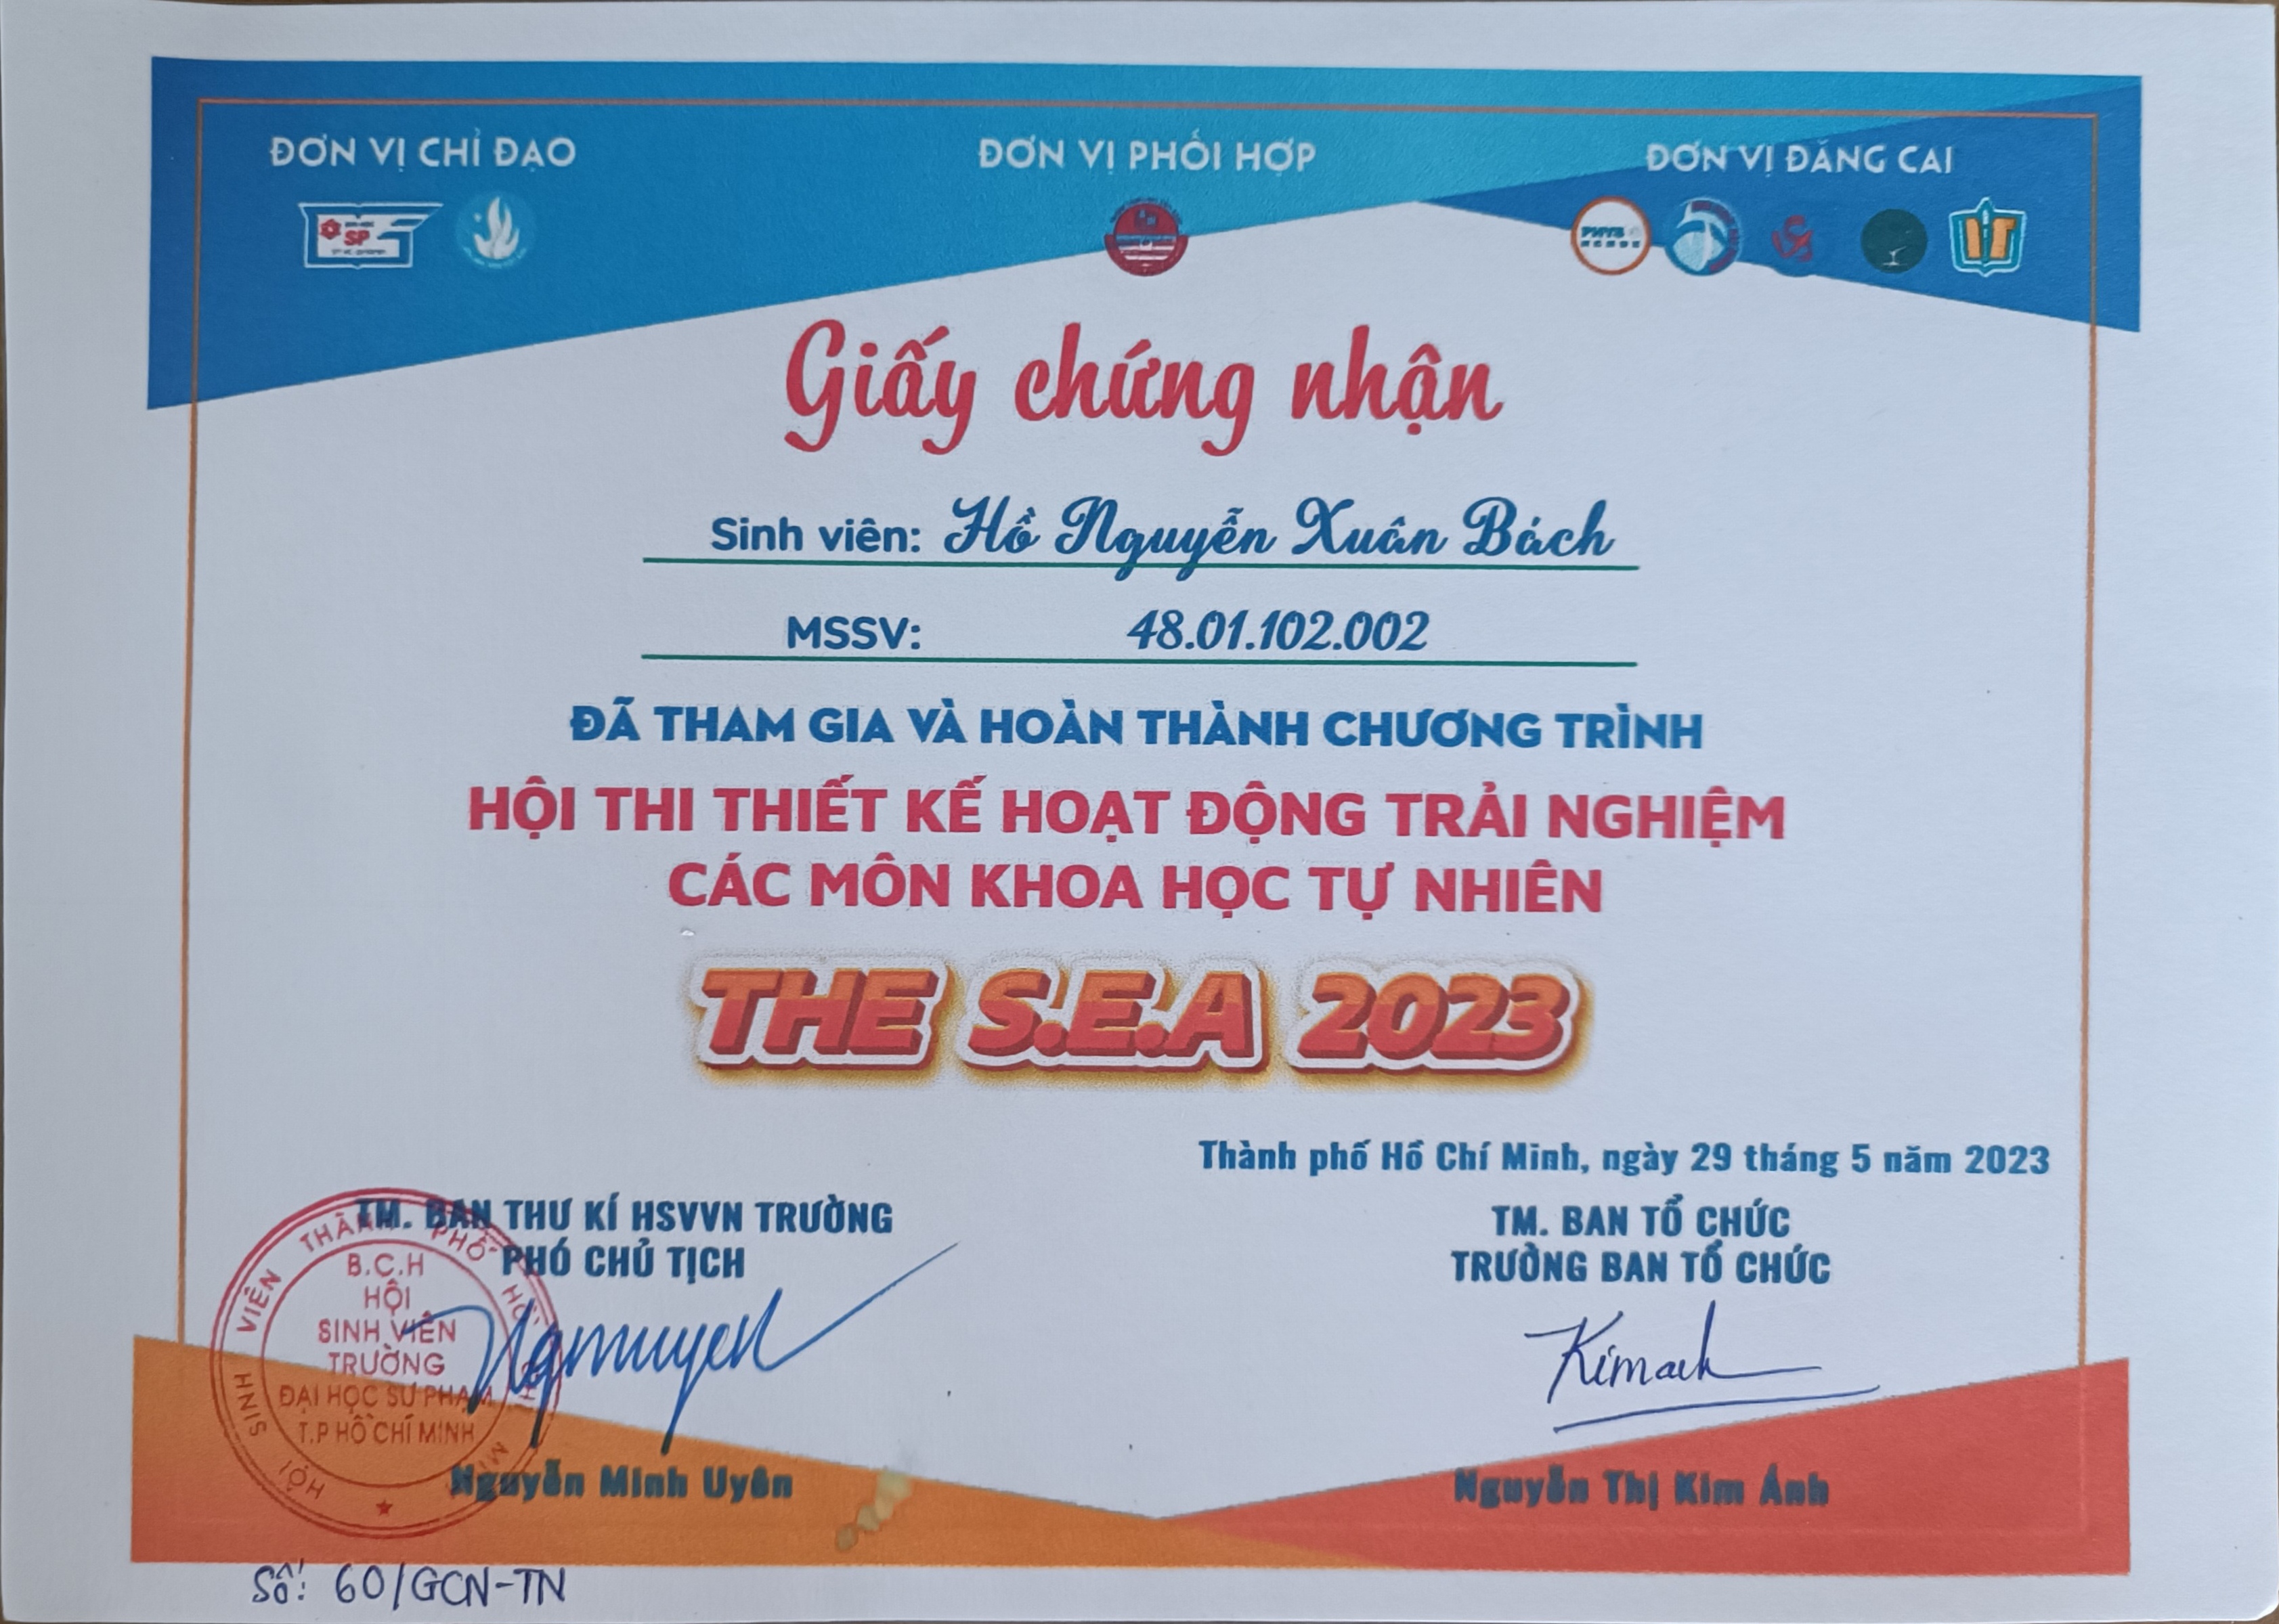 ĐƠN VỊ CHỈ ĐẠO
ĐƠN VỊ PHỐI HỢP
ĐƠN VỊ ĐĂNG CAI
SP
Giấy chứng nhận
Sinh viên: Hồ Nguyễn Xuân Bách
MSSV: 48.01.102.002
ĐÃ THAM GIA VÀ HOÀN THÀNH CHƯƠNG TRÌNH
HỘI THI THIẾT KẾ HOẠT ĐỘNG TRẢI NGHIỆM
CÁC MÔN KHOA HỌC TỰ NHIÊN
THE S.E.A 2023
Thành phố Hồ Chí Minh, ngày 29 tháng 5 năm 2023
TM. BAN THƯ KÍ HSVVN TRƯỜNG
PHÓ CHỦ TỊCH
TM. BAN TỔ CHỨC
TRƯỞNG BAN TỔ CHỨC
HỘI SINH VIÊN THÀNH PHỐ HỒ CHÍ MINH
B.C.H
HỘI
SINH VIÊN
TRƯỜNG
ĐẠI HỌC SƯ PHẠM
T.P HỒ CHÍ MINH
Nguyễn Minh Uyên
Nguyễn Thị Kim Ánh
Số: 60/GCN-TN